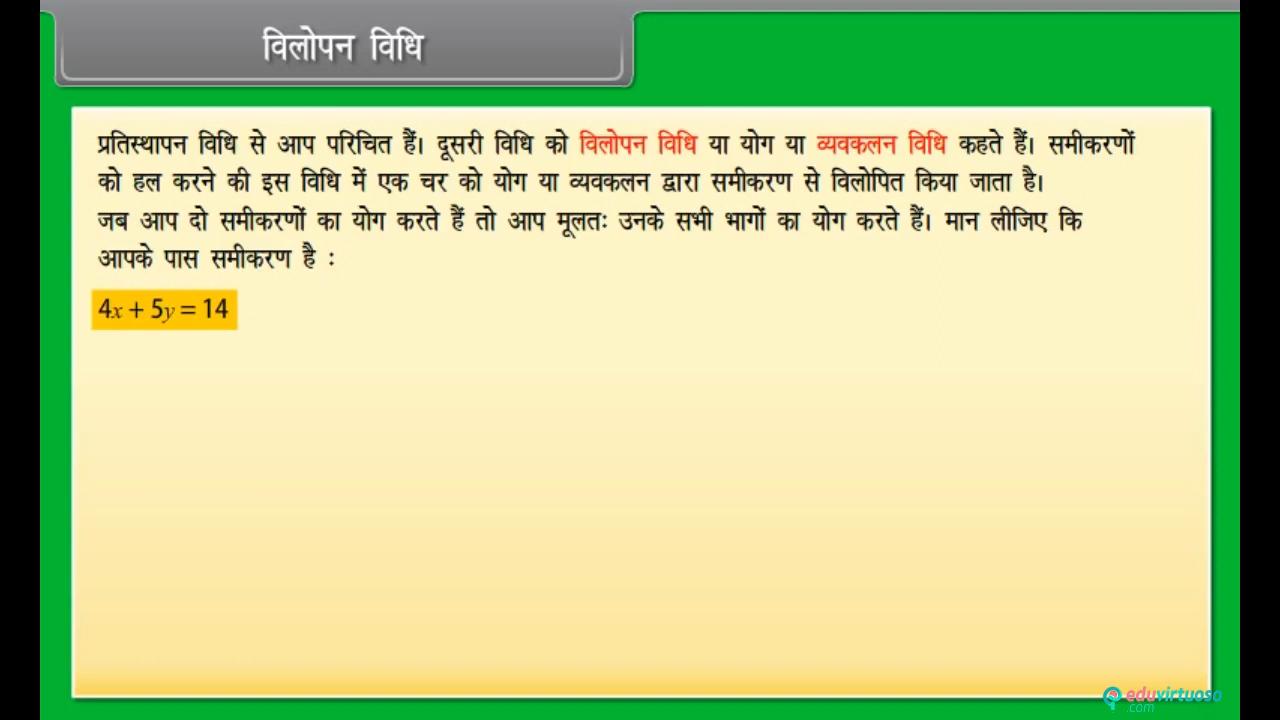 विलोपन विधि
प्रतिस्थापन विधि से आप परिचित हैं। दूसरी विधि को विलोपन विधि या योग या व्यवकलन विधि कहते हैं। समीकरणों
को हल करने की इस विधि में एक चर को योग या व्यवकलन द्वारा समीकरण से विलोपित किया जाता है।
जब आप दो समीकरणों का योग करते हैं तो आप मूलतः उनके सभी भागों का योग करते हैं। मान लीजिए कि
आपके पास समीकरण है :
4x + 5y = 14
eduvirtuoso
.com